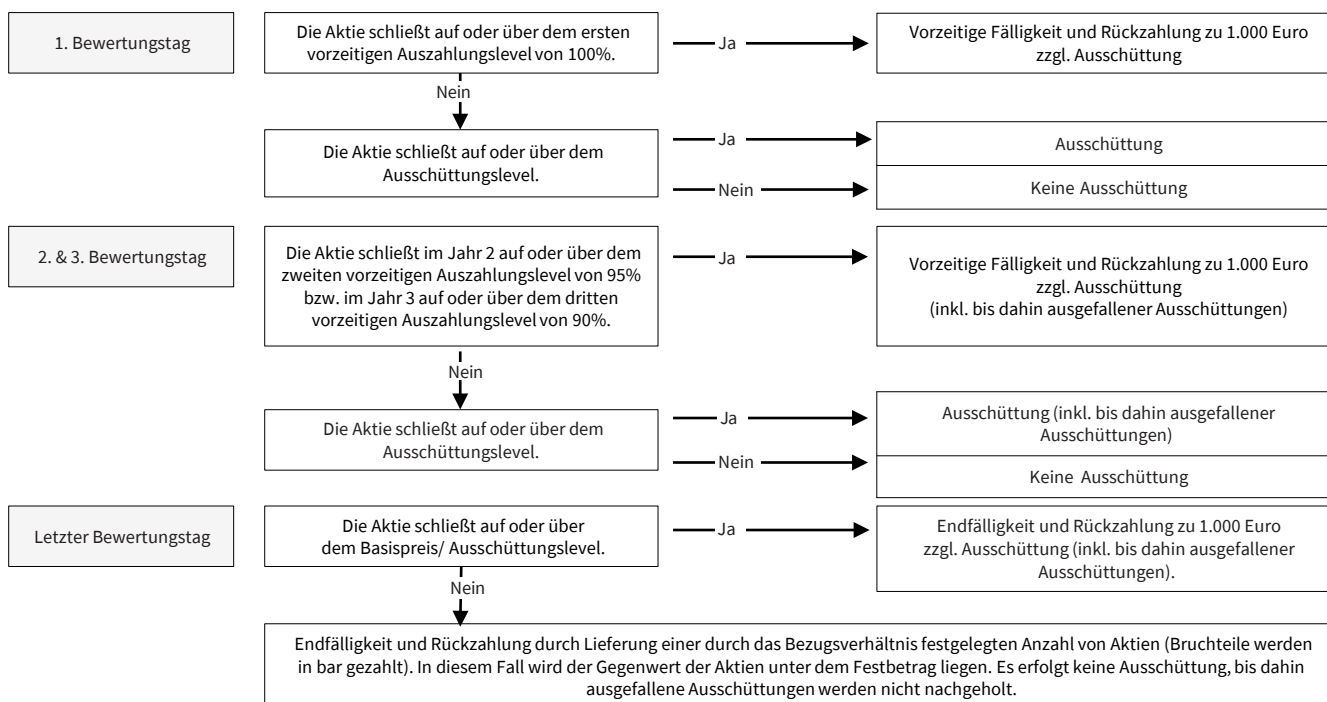 1. Bewertungstag
Die Aktie schließt auf oder über dem ersten
vorzeitigen Auszahlungslevel von 100%.
Ja
Vorzeitige Fälligkeit und Rückzahlung zu 1.000 Euro
zzgl. Ausschüttung
Nein
Die Aktie schließt auf oder über dem
Ausschüttungslevel.
Ja
Ausschüttung
Nein
Keine Ausschüttung
2. & 3. Bewertungstag
Die Aktie schließt im Jahr 2 auf oder über dem
zweiten vorzeitigen Auszahlungslevel von 95%
bzw. im Jahr 3 auf oder über dem dritten
vorzeitigen Auszahlungslevel von 90%.
Ja
Vorzeitige Fälligkeit und Rückzahlung zu 1.000 Euro
zzgl. Ausschüttung
(inkl. bis dahin ausgefallener Ausschüttungen)
Nein
Die Aktie schließt auf oder über dem
Ausschüttungslevel.
Ja
Ausschüttung (inkl. bis dahin ausgefallener
Ausschüttungen)
Nein
Keine Ausschüttung
Letzter Bewertungstag
Die Aktie schließt auf oder über
dem Basispreis/ Ausschüttungslevel.
Ja
Endfälligkeit und Rückzahlung zu 1.000 Euro
zzgl. Ausschüttung (inkl. bis dahin ausgefallener
Ausschüttungen).
Nein
Endfälligkeit und Rückzahlung durch Lieferung einer durch das Bezugsverhältnis festgelegten Anzahl von Aktien (Bruchteile werden
in bar gezahlt). In diesem Fall wird der Gegenwert der Aktien unter dem Festbetrag liegen. Es erfolgt keine Ausschüttung, bis dahin
ausgefallene Ausschüttungen werden nicht nachgeholt.